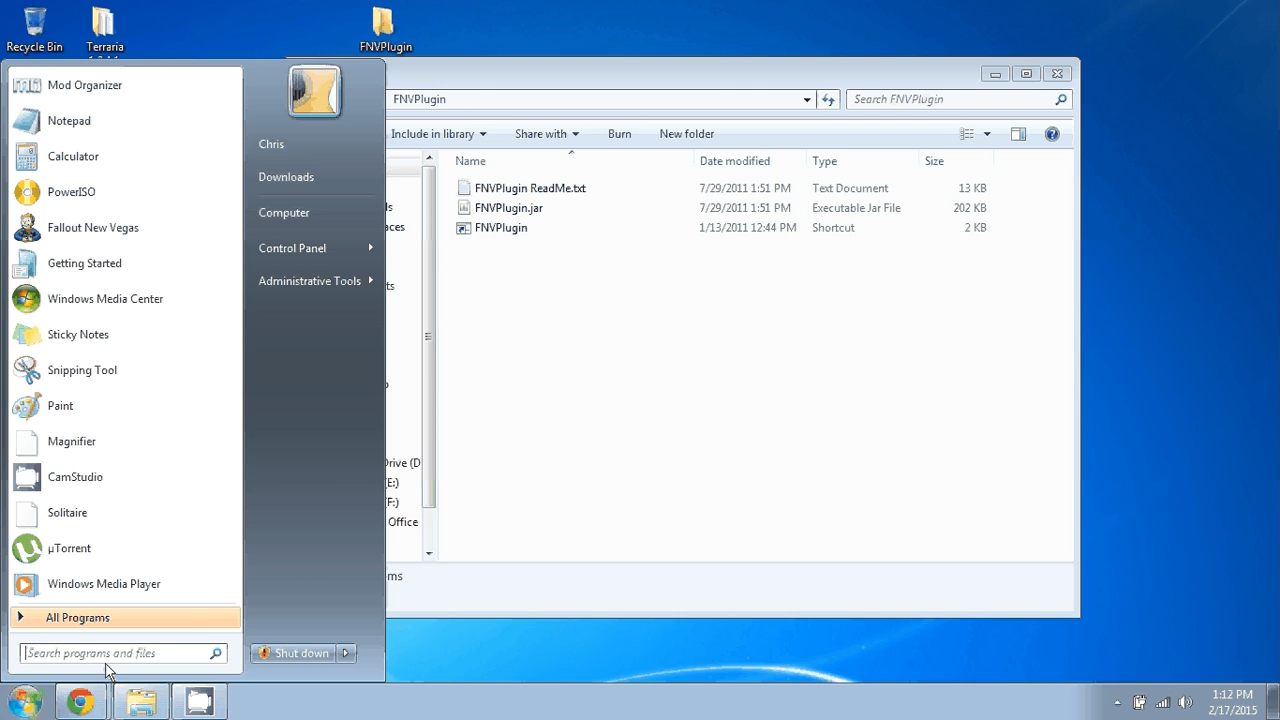 Recycle Bin
Terraria
FNVPlugin
Mod Organizer
Notepad
Calculator
PowerISO
Fallout New Vegas
Getting Started
Windows Media Center
Sticky Notes
Snipping Tool
Paint
Magnifier
CamStudio
Solitaire
µTorrent
Windows Media Player
All Programs
Search programs and files
Chris
Downloads
Computer
Control Panel
Administrative Tools
Shut down
FNVPlugin
Search FNVPlugin
Include in library
Share with
Burn
New folder
Name
Date modified
Type
Size
FNVPlugin ReadMe.txt 7/29/2011 1:51 PM Text Document 13 KB
FNVPlugin.jar 7/29/2011 1:51 PM Executable Jar File 202 KB
FNVPlugin 1/13/2011 12:44 PM Shortcut 2 KB
ls
aces
ts
Drive (D
(E:)
(F:)
Office
ms
1:12 PM
2/17/2015